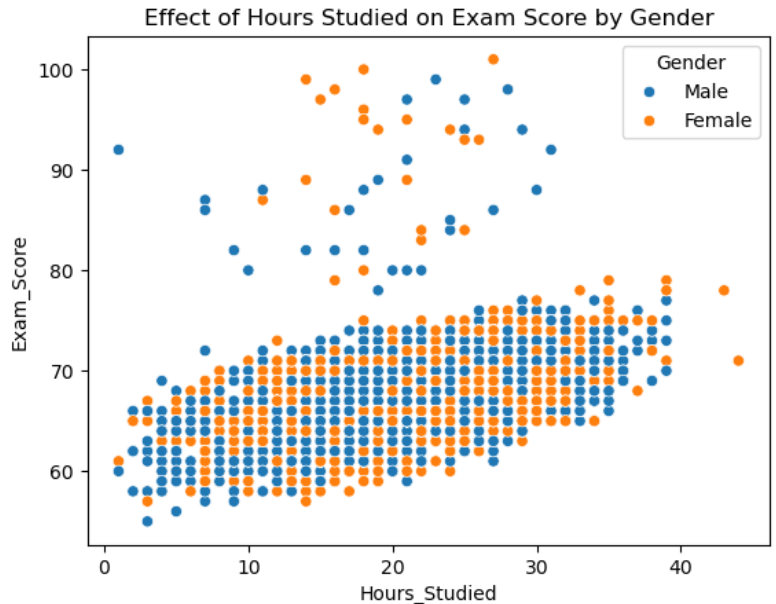 Effect of Hours Studied on Exam Score by Gender
Gender
Male
Female
100
90
80
70
60
Exam_Score
0 10 20 30 40
Hours_Studied